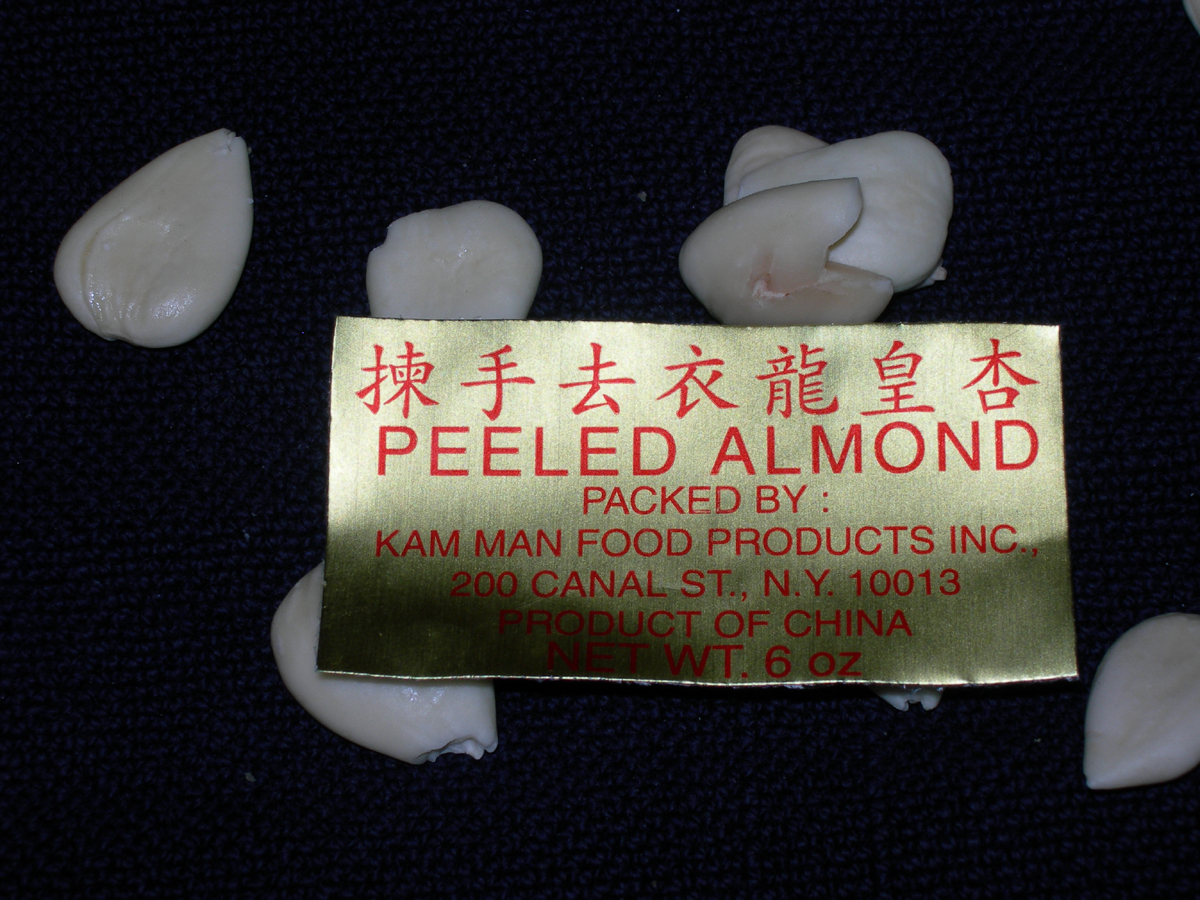 揀手去衣龍皇杏
PEELED ALMOND
PACKED BY :
KAM MAN FOOD PRODUCTS INC.,
200 CANAL ST., N.Y. 10013
PRODUCT OF CHINA
NET WT. 6 oz